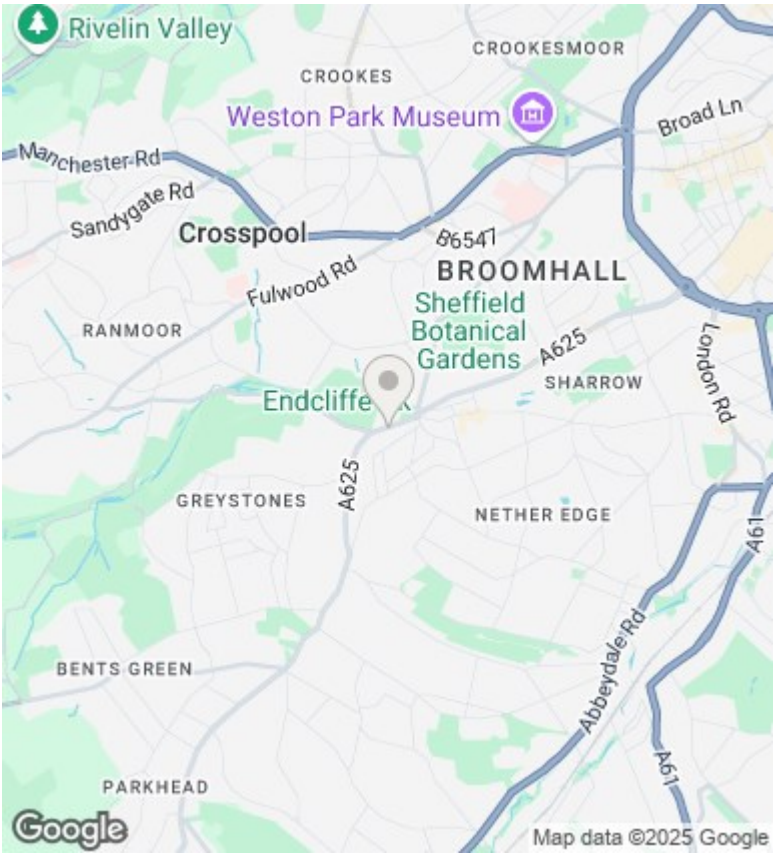 Rivelin Valley
CROOKESMOOR
CROOKES
Weston Park Museum
Broad Ln
Manchester Rd
Sandygate Rd
Crosspool
B6547
BROOMHALL
Fulwood Rd
Sheffield
Botanical
Gardens
RANMOOR
A625
London Rd
SHARROW
Endcliffe
A625
GREYSTONES
NETHER EDGE
A61
BENTS GREEN
Abbeydale Rd
A61
PARKHEAD
Google
Map data ©2025 Google